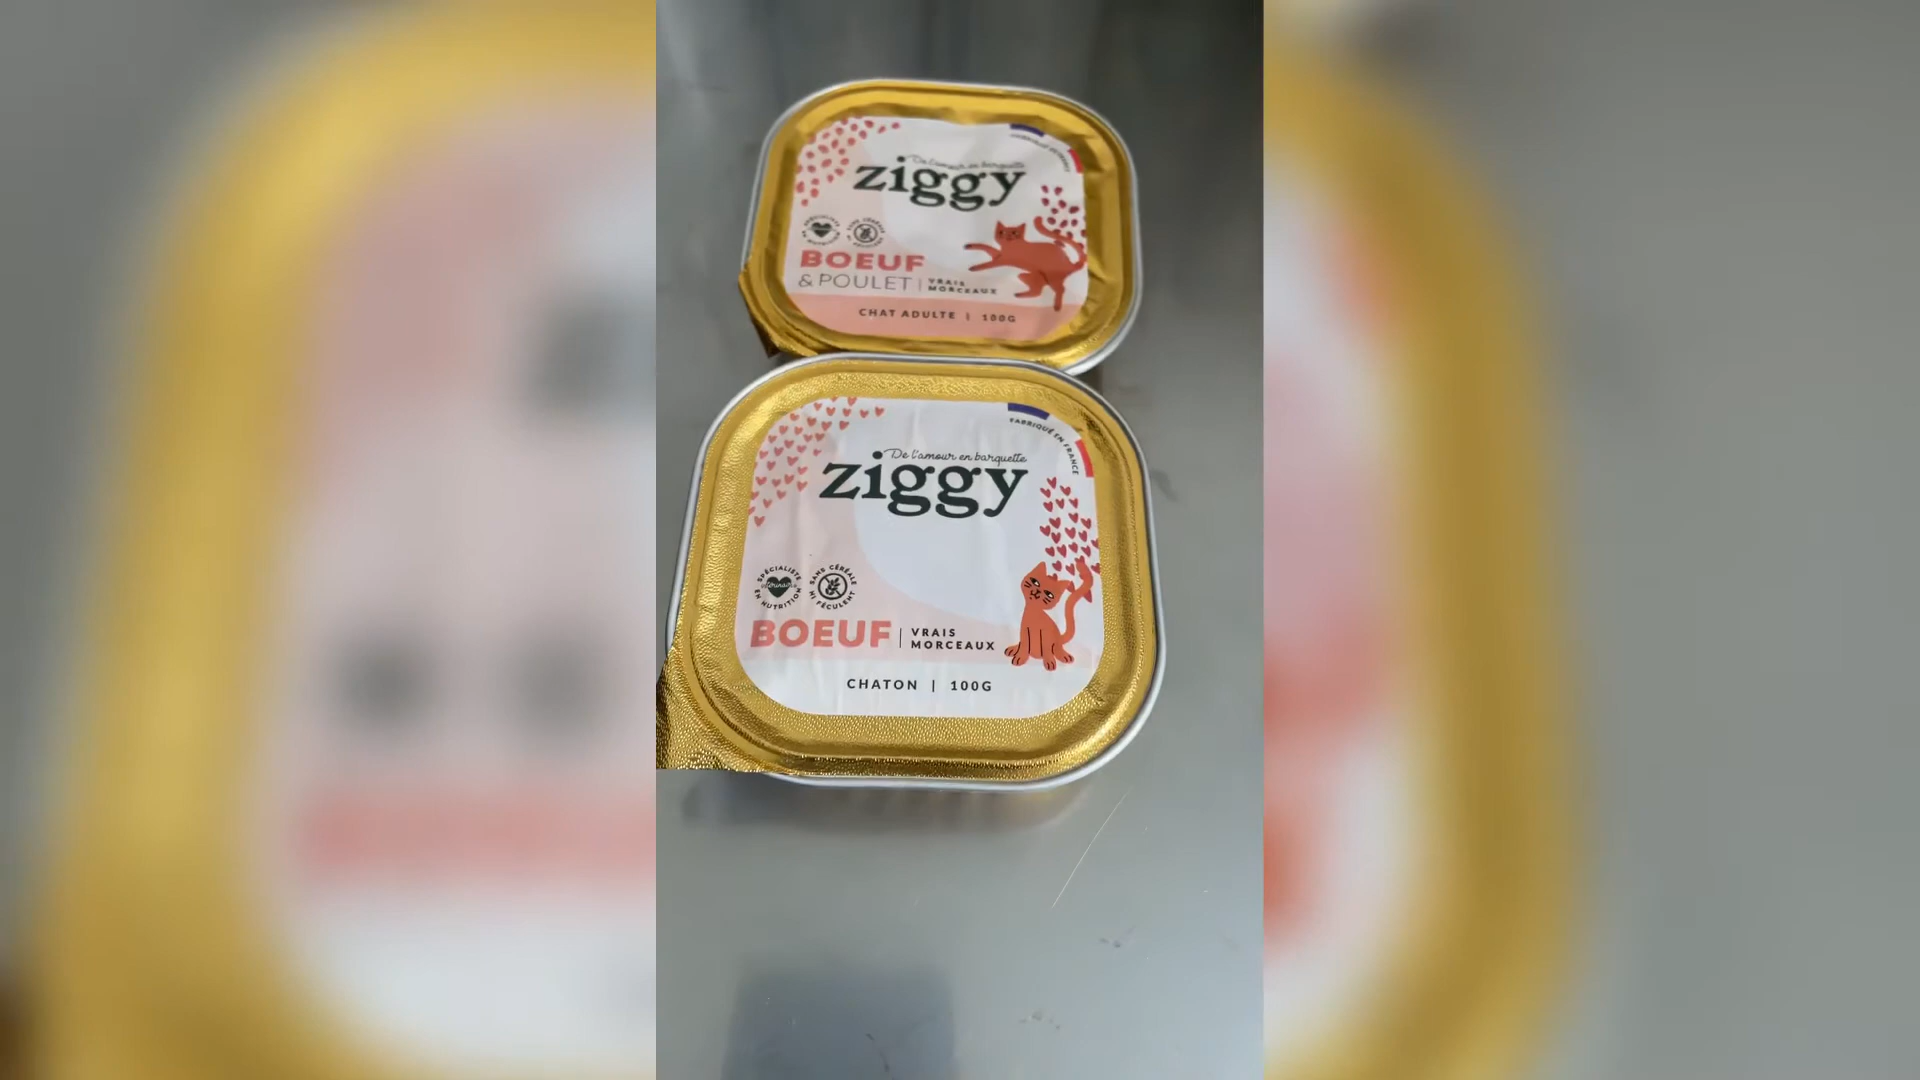 De l'amour en barquette
ziggy
BOEUF
& POULET | VRAIS MORCEAUX
CHAT ADULTE | 100G
FABRIQUÉ EN FRANCE
De l'amour en barquette
ziggy
SPÉCIALISTE EN NUTRITION
SANS CÉRÉALE NI FÉCULENT
BOEUF | VRAIS MORCEAUX
CHATON | 100G